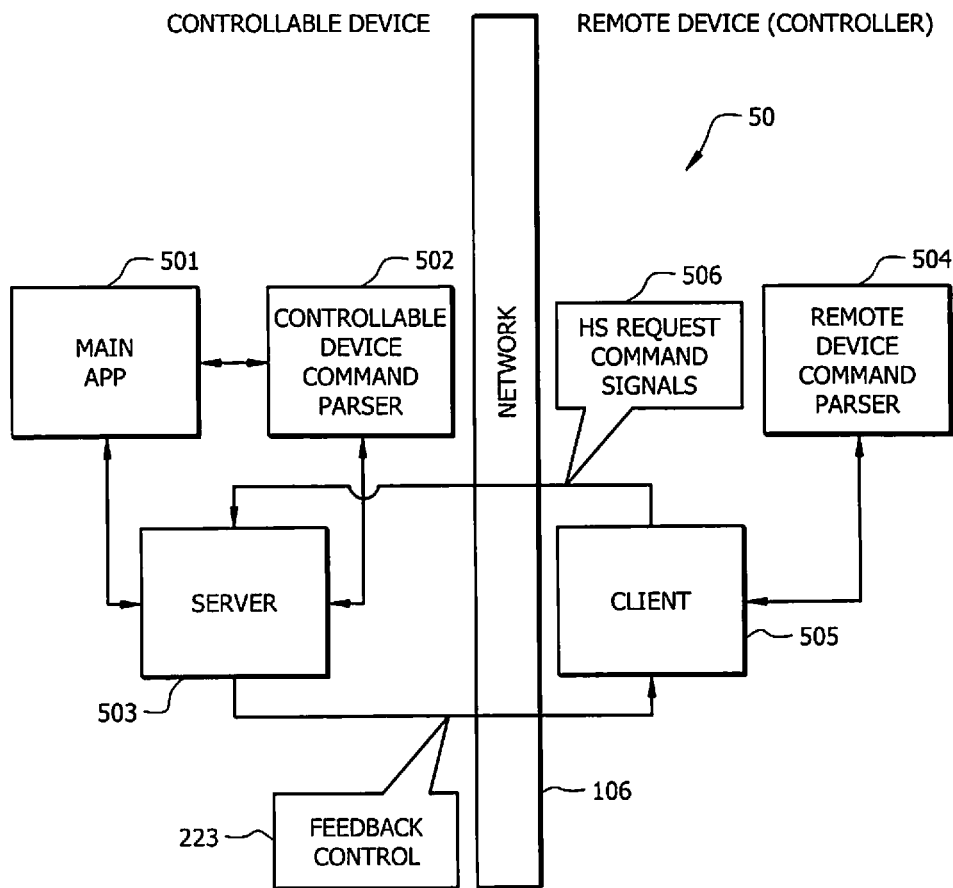 CONTROLLABLE DEVICE
REMOTE DEVICE (CONTROLLER)
50
501
502
506
504
MAIN
APP
CONTROLLABLE
DEVICE
COMMAND
PARSER
NETWORK
HS REQUEST
COMMAND
SIGNALS
REMOTE
DEVICE
COMMAND
PARSER
SERVER
CLIENT
505
503
106
223
FEEDBACK
CONTROL